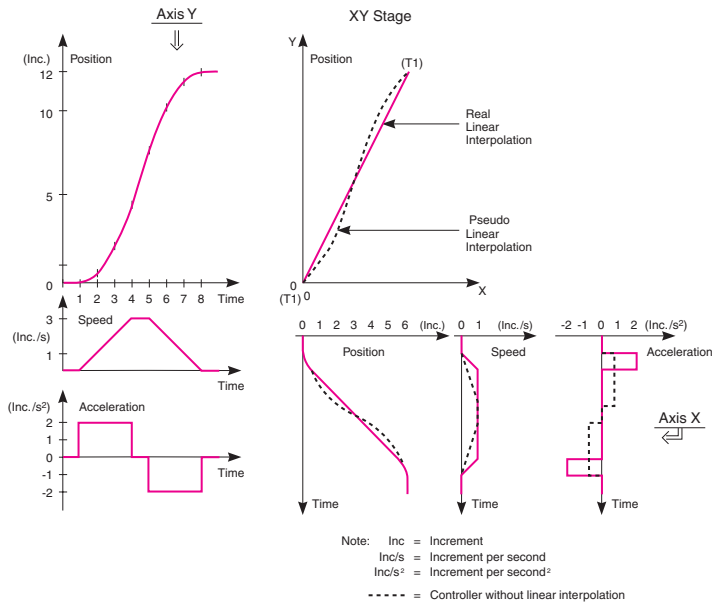 Axis Y
XY Stage
(Inc.)
Position
12
10
5
0
1 2 3 4 5 6 7 8 Time
Y
Position
(T1)
Real
Linear
Interpolation
Pseudo
Linear
Interpolation
0
(T1) 0
X
3
Speed
(Inc./s)
1
Time
(Inc./s²)
Acceleration
2
1
0
-1
-2
Time
0 1 2 3 4 5 6 (Inc.)
Position
Time
0 1 (Inc./s)
Speed
Time
-2 -1 0 1 2 (Inc./s²)
Acceleration
Time
Axis X
Note: Inc = Increment
Inc/s = Increment per second
Inc/s² = Increment per second²
= Controller without linear interpolation